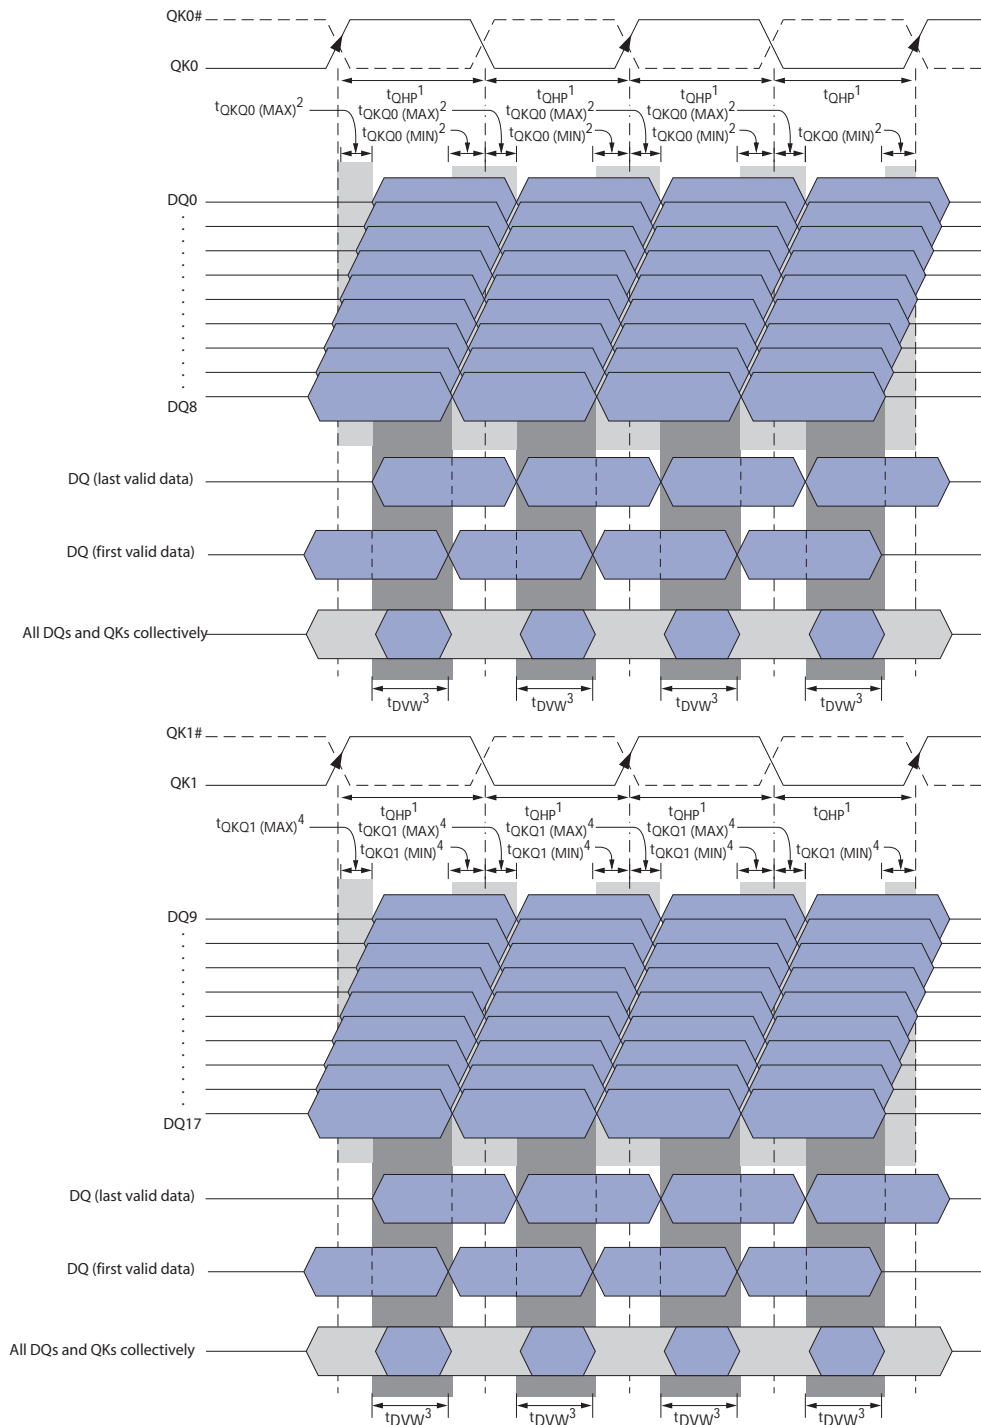 QK0#
QK0
tQHP¹ tQHP¹ tQHP¹ tQHP¹
tQKQ0 (MAX)² tQKQ0 (MAX)² tQKQ0 (MAX)² tQKQ0 (MAX)²
tQKQ0 (MIN)² tQKQ0 (MIN)² tQKQ0 (MIN)² tQKQ0 (MIN)²
DQ0
DQ8
DQ (last valid data)
DQ (first valid data)
All DQs and QKs collectively
tDVW³ tDVW³ tDVW³ tDVW³
QK1#
QK1
tQHP¹ tQHP¹ tQHP¹ tQHP¹
tQKQ1 (MAX)⁴ tQKQ1 (MAX)⁴ tQKQ1 (MAX)⁴ tQKQ1 (MAX)⁴
tQKQ1 (MIN)⁴ tQKQ1 (MIN)⁴ tQKQ1 (MIN)⁴ tQKQ1 (MIN)⁴
DQ9
DQ17
DQ (last valid data)
DQ (first valid data)
All DQs and QKs collectively
tDVW³ tDVW³ tDVW³ tDVW³